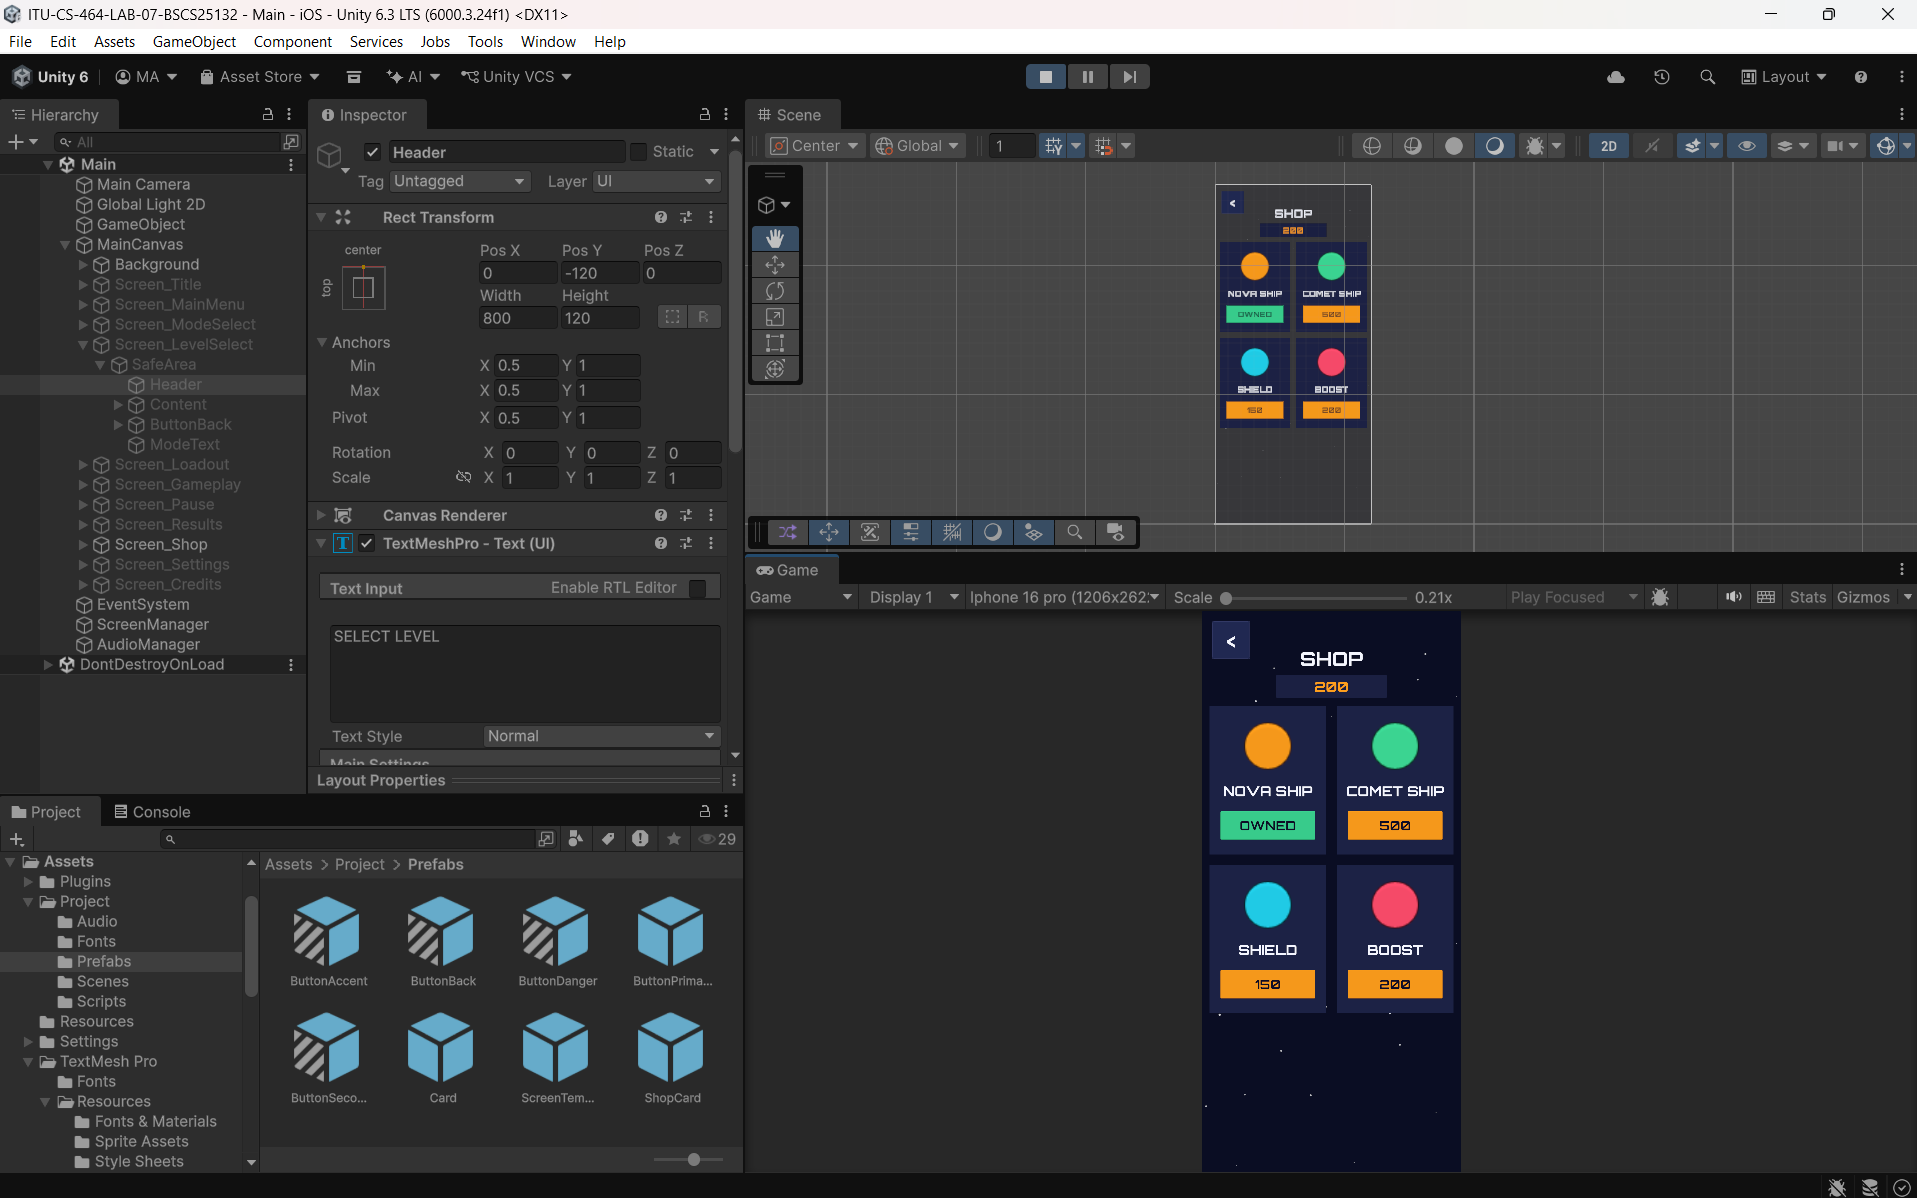 ITU-CS-464-LAB-07-BSCS25132 - Main - iOS - Unity 6.3 LTS (6000.3.24f1) <DX11>
File Edit Assets GameObject Component Services Jobs Tools Window Help
Unity 6 MA Asset Store AI Unity VCS Layout
Hierarchy
All
Main
Main Camera
Global Light 2D
GameObject
MainCanvas
Background
Screen_Title
Screen_MainMenu
Screen_ModeSelect
Screen_LevelSelect
SafeArea
Header
Content
ButtonBack
ModeText
Screen_Loadout
Screen_Gameplay
Screen_Pause
Screen_Results
Screen_Shop
Screen_Settings
Screen_Credits
EventSystem
ScreenManager
AudioManager
DontDestroyOnLoad
Inspector
Header Static
Tag Untagged Layer UI
Rect Transform
center
top
Pos X Pos Y Pos Z
0 -120 0
Width Height
800 120 R
Anchors
Min X 0.5 Y 1
Max X 0.5 Y 1
Pivot X 0.5 Y 1
Rotation X 0 Y 0 Z 0
Scale X 1 Y 1 Z 1
Canvas Renderer
TextMeshPro - Text (UI)
Text Input Enable RTL Editor
SELECT LEVEL
Text Style Normal
Main Settings
Layout Properties
Scene
Center Global 1 2D
<
SHOP
200
NOVA SHIP COMET SHIP
OWNED 500
SHIELD BOOST
150 200
Game
Game Display 1 Iphone 16 pro (1206x262: Scale 0.21x Play Focused Stats Gizmos
<
SHOP
200
NOVA SHIP COMET SHIP
OWNED 500
SHIELD BOOST
150 200
Project Console
29
Assets
Plugins
Project
Audio
Fonts
Prefabs
Scenes
Scripts
Resources
Settings
TextMesh Pro
Fonts
Resources
Fonts & Materials
Sprite Assets
Style Sheets
Assets > Project > Prefabs
ButtonAccent ButtonBack ButtonDanger ButtonPrima...
ButtonSeco... Card ScreenTem... ShopCard